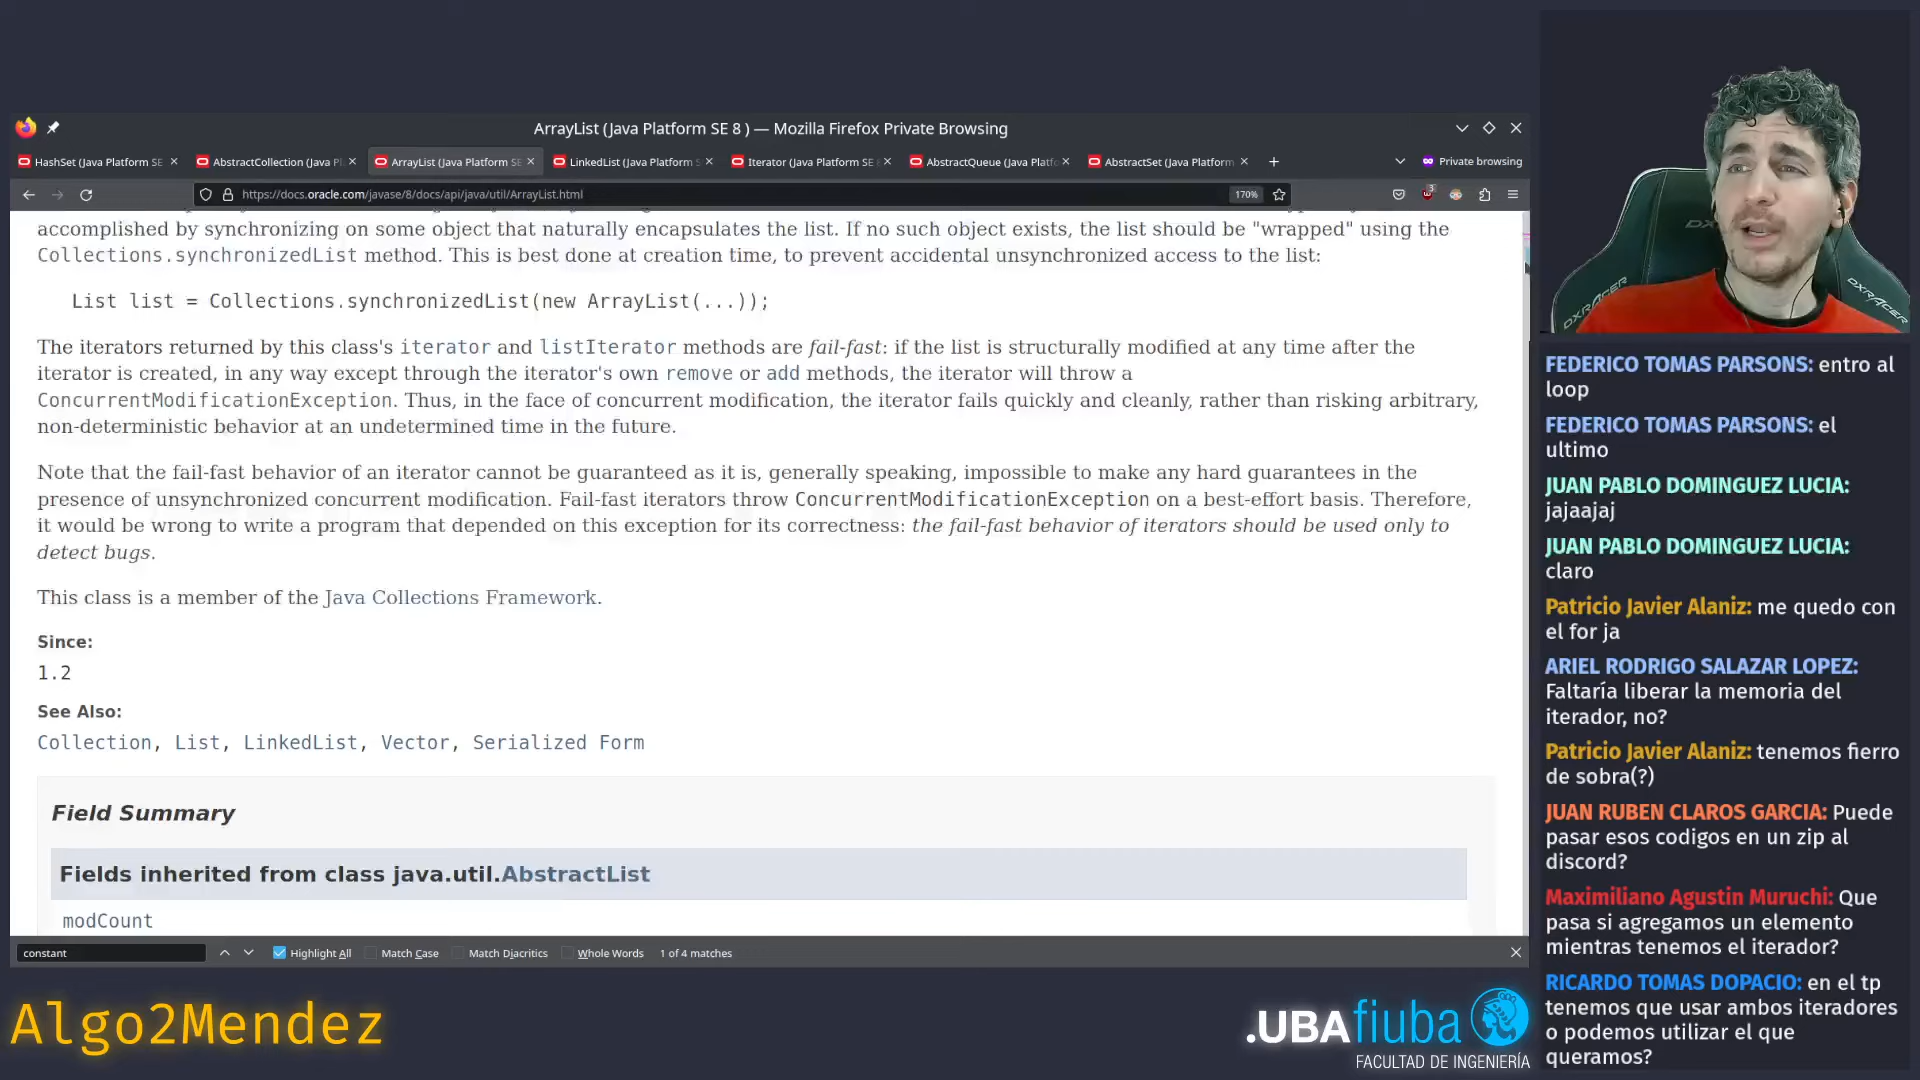 ArrayList (Java Platform SE 8 ) — Mozilla Firefox Private Browsing
HashSet (Java Platform SE
AbstractCollection (Java Pl
ArrayList (Java Platform SE
LinkedList (Java Platform S
Iterator (Java Platform SE 8
AbstractQueue (Java Platfo
AbstractSet (Java Platform
Private browsing
https://docs.oracle.com/javase/8/docs/api/java/util/ArrayList.html
170%
3
accomplished by synchronizing on some object that naturally encapsulates the list. If no such object exists, the list should be "wrapped" using the
Collections.synchronizedList method. This is best done at creation time, to prevent accidental unsynchronized access to the list:
List list = Collections.synchronizedList(new ArrayList(...));
The iterators returned by this class's iterator and listIterator methods are fail-fast: if the list is structurally modified at any time after the
iterator is created, in any way except through the iterator's own remove or add methods, the iterator will throw a
ConcurrentModificationException. Thus, in the face of concurrent modification, the iterator fails quickly and cleanly, rather than risking arbitrary,
non-deterministic behavior at an undetermined time in the future.
Note that the fail-fast behavior of an iterator cannot be guaranteed as it is, generally speaking, impossible to make any hard guarantees in the
presence of unsynchronized concurrent modification. Fail-fast iterators throw ConcurrentModificationException on a best-effort basis. Therefore,
it would be wrong to write a program that depended on this exception for its correctness: the fail-fast behavior of iterators should be used only to
detect bugs.
This class is a member of the Java Collections Framework.
Since:
1.2
See Also:
Collection, List, LinkedList, Vector, Serialized Form
Field Summary
Fields inherited from class java.util.AbstractList
modCount
constant
Highlight All
Match Case
Match Diacritics
Whole Words
1 of 4 matches
DXRACER
DXRACER
FEDERICO TOMAS PARSONS: entro al
loop
FEDERICO TOMAS PARSONS: el
ultimo
JUAN PABLO DOMINGUEZ LUCIA:
jajaajaj
JUAN PABLO DOMINGUEZ LUCIA:
claro
Patricio Javier Alaniz: me quedo con
el for ja
ARIEL RODRIGO SALAZAR LOPEZ:
Faltaría liberar la memoria del
iterador, no?
Patricio Javier Alaniz: tenemos fierro
de sobra(?)
JUAN RUBEN CLAROS GARCIA: Puede
pasar esos codigos en un zip al
discord?
Maximiliano Agustin Muruchi: Que
pasa si agregamos un elemento
mientras tenemos el iterador?
RICARDO TOMAS DOPACIO: en el tp
tenemos que usar ambos iteradores
o podemos utilizar el que
queramos?
Algo2Mendez
.UBAfiuba
FACULTAD DE INGENIERÍA